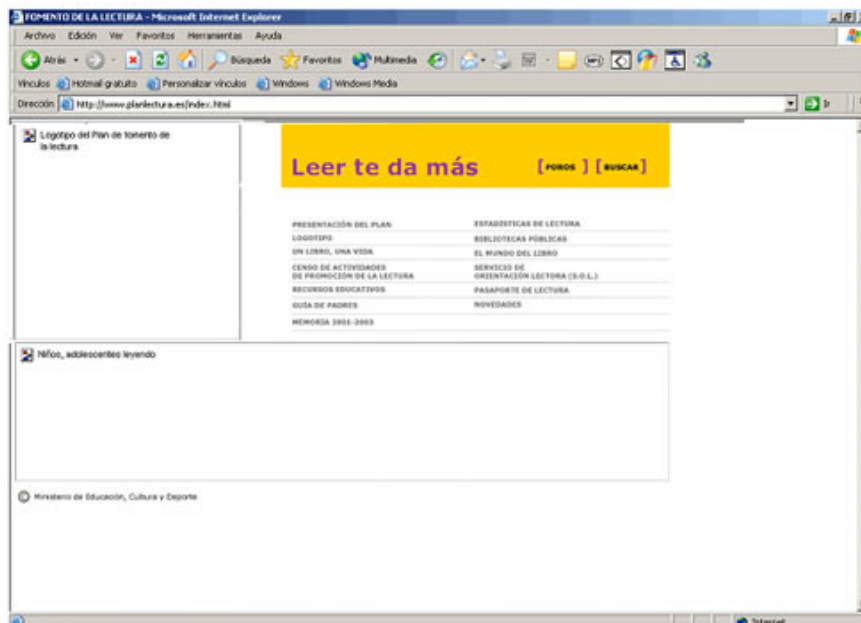 FOMENTO DE LA LECTURA - Microsoft Internet Explorer
Archivo Edición Ver Favoritos Herramientas Ayuda
Atrás Búsqueda Favoritos Multimedia
Vínculos Hotmail gratuito Personalizar vínculos Windows Windows Media
Dirección http://www.planlectura.es/index.html Ir
Logotipo del Plan de fomento de
la lectura
Leer te da más [FOROS ] [BUSCAR]
PRESENTACIÓN DEL PLAN
LOGOTIPO
UN LIBRO, UNA VIDA
CENSO DE ACTIVIDADES
DE PROMOCIÓN DE LA LECTURA
RECURSOS EDUCATIVOS
GUÍA DE PADRES
MEMORIA 2001-2003
ESTADÍSTICAS DE LECTURA
BIBLIOTECAS PÚBLICAS
EL MUNDO DEL LIBRO
SERVICIO DE
ORIENTACIÓN LECTORA (S.O.L.)
PASAPORTE DE LECTURA
NOVEDADES
Niños, adolescentes leyendo
© Ministerio de Educación, Cultura y Deporte
Internet